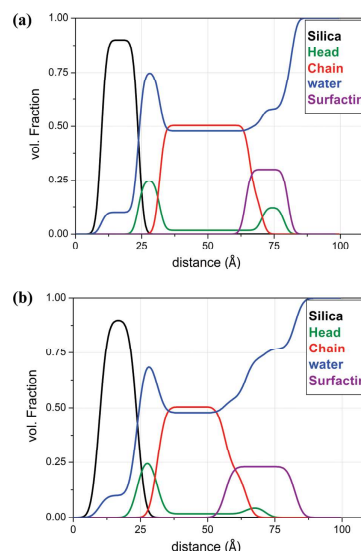 (a)
1.00
0.75
0.50
0.25
0.00
vol. Fraction
Silica
Head
Chain
water
Surfactin
0
25
50
75
100
distance (Å)
(b)
1.00
0.75
0.50
0.25
0.00
vol. Fraction
Silica
Head
Chain
water
Surfactin
0
25
50
75
100
distance (Å)